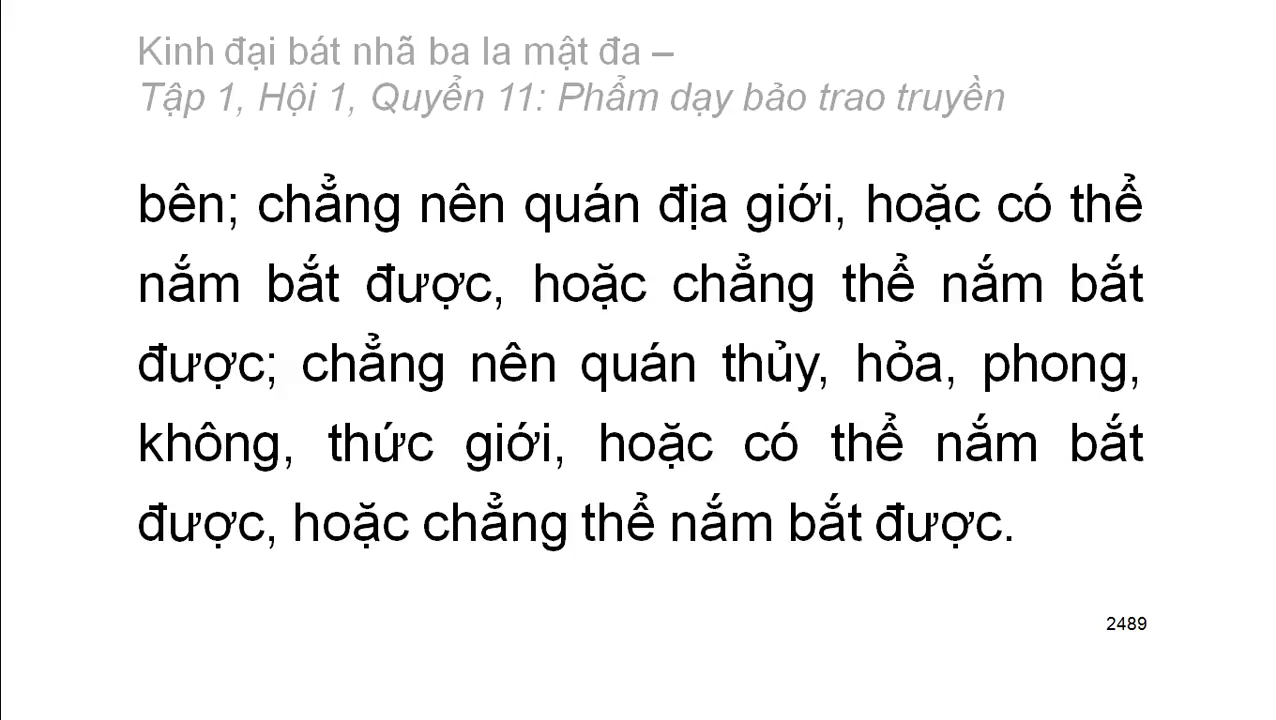 Kinh đại bát nhã ba la mật đa –
Tập 1, Hội 1, Quyển 11: Phẩm dạy bảo trao truyền
bên; chẳng nên quán địa giới, hoặc có thể
nắm bắt được, hoặc chẳng thể nắm bắt
được; chẳng nên quán thủy, hỏa, phong,
không, thức giới, hoặc có thể nắm bắt
được, hoặc chẳng thể nắm bắt được.
2489